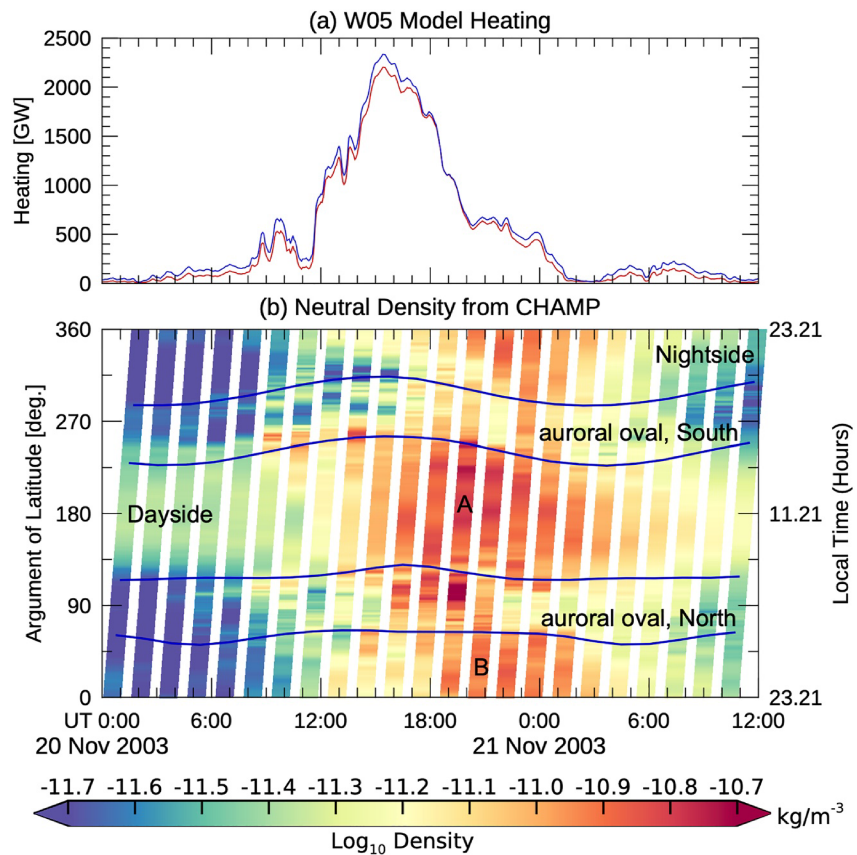 (a) W05 Model Heating
2500
2000
1500
1000
500
0
Heating [GW]
(b) Neutral Density from CHAMP
360
270
180
90
0
Argument of Latitude [deg.]
23.21
11.21
23.21
Local Time (Hours)
Nightside
auroral oval, South
A
Dayside
auroral oval, North
B
UT 0:00 6:00 12:00 18:00 0:00 6:00 12:00
20 Nov 2003 21 Nov 2003
-11.7 -11.6 -11.5 -11.4 -11.3 -11.2 -11.1 -11.0 -10.9 -10.8 -10.7
kg/m⁻³
Log₁₀ Density